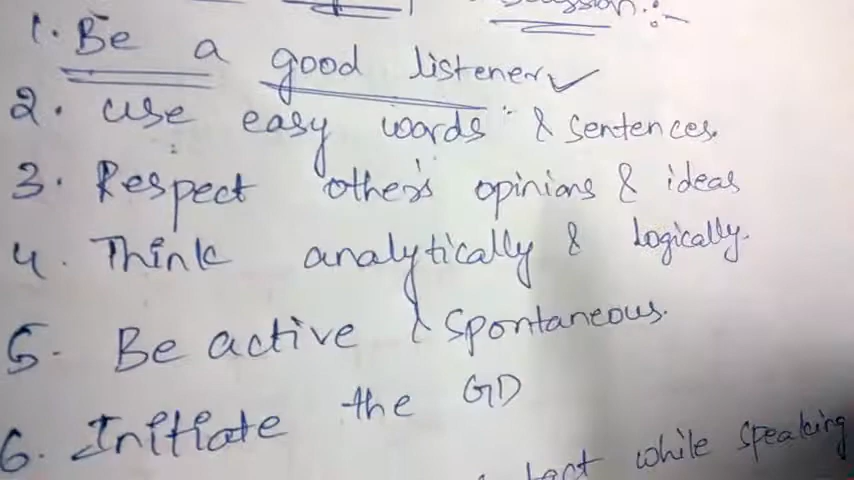 1. Be a good listener ✓
2. use easy words & sentences.
3. Respect other's opinions & ideas
4. Think analytically & logically.
5. Be active & spontaneous.
6. Initiate the GD
while speaking